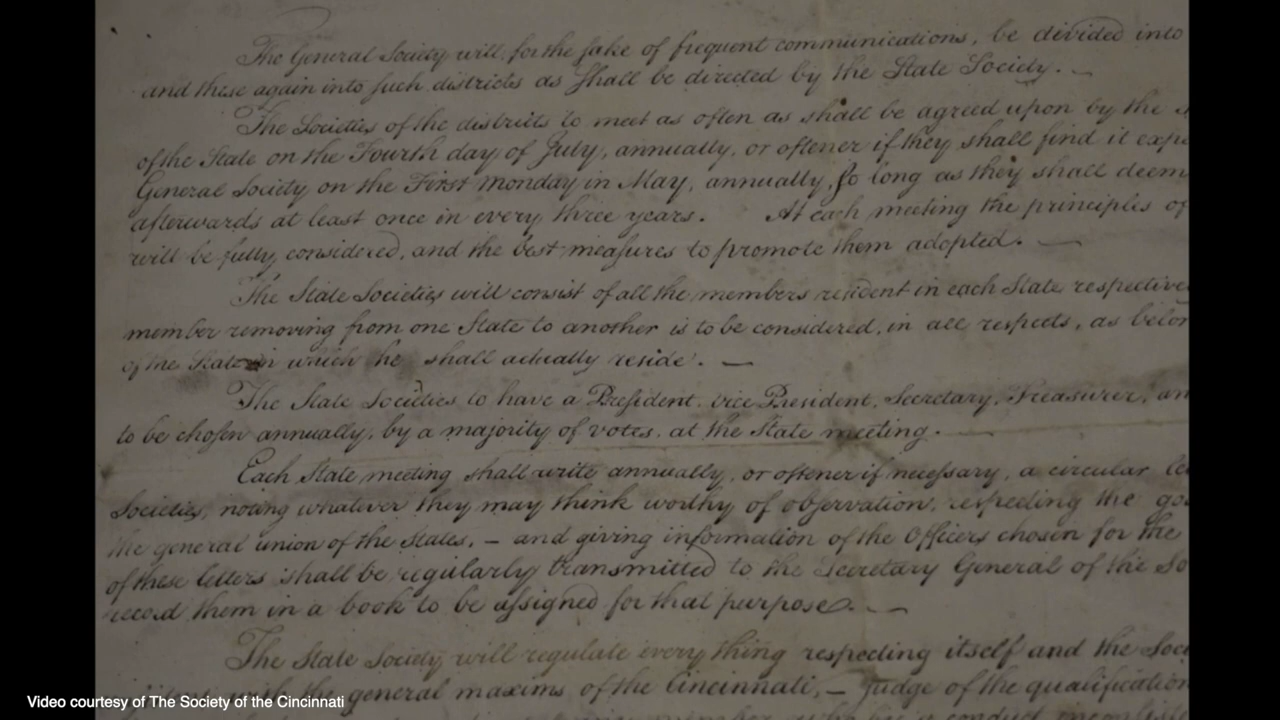 The General Society will, for the sake of frequent communications, be divided into
and these again into such districts as shall be directed by the State Society. —
The Societies of the districts to meet as often as shall be agreed upon by the
of the State on the Fourth day of July, annually, or oftener if they shall find it expe
General Society on the First Monday in May, annually, so long as they shall deem
afterwards at least once in every three years. At each meeting the principles of
will be fully considered, and the best measures to promote them adopted. —
The State Societies will consist of all the members resident in each State respective
member removing from one State to another is to be considered, in all respects, as belon
of the State in which he shall actually reside. —
The State Societies to have a President, Vice President, Secretary, Treasurer, an
to be chosen annually, by a majority of votes, at the State meeting. —
Each State meeting shall write annually, or oftener if necessary, a circular le
Societies, noting whatever they may think worthy of observation, respecting the goo
the general union of the States, — and giving information of the Officers chosen for the
of these letters shall be regularly transmitted to the Secretary General of the So
record them in a book to be assigned for that purpose. —
The State Society will regulate every thing respecting itself and the Soci
with the general maxims of the Cincinnati, — judge of the qualification
member, who
Video courtesy of The Society of the Cincinnati